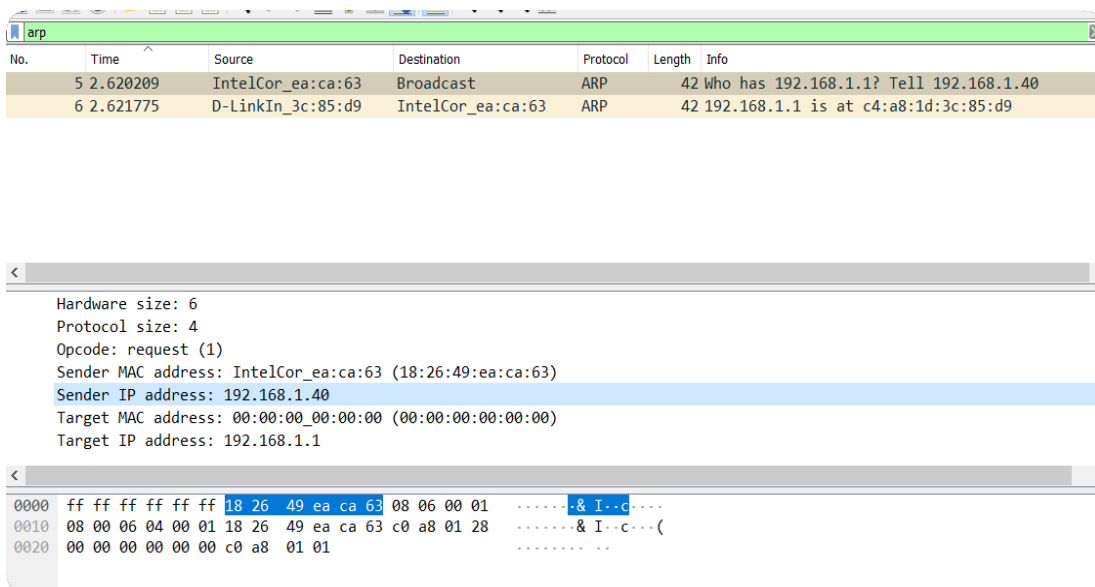 arp
No. Time Source Destination Protocol Length Info
5 2.620209 IntelCor_ea:ca:63 Broadcast ARP 42 Who has 192.168.1.1? Tell 192.168.1.40
6 2.621775 D-LinkIn_3c:85:d9 IntelCor_ea:ca:63 ARP 42 192.168.1.1 is at c4:a8:1d:3c:85:d9
Hardware size: 6
Protocol size: 4
Opcode: request (1)
Sender MAC address: IntelCor_ea:ca:63 (18:26:49:ea:ca:63)
Sender IP address: 192.168.1.40
Target MAC address: 00:00:00_00:00:00 (00:00:00:00:00:00)
Target IP address: 192.168.1.1
0000 ff ff ff ff ff ff 18 26 49 ea ca 63 08 06 00 01 ·······& I··c····
0010 08 00 06 04 00 01 18 26 49 ea ca 63 c0 a8 01 28 ·······& I··c···(
0020 00 00 00 00 00 00 c0 a8 01 01 ········ ··